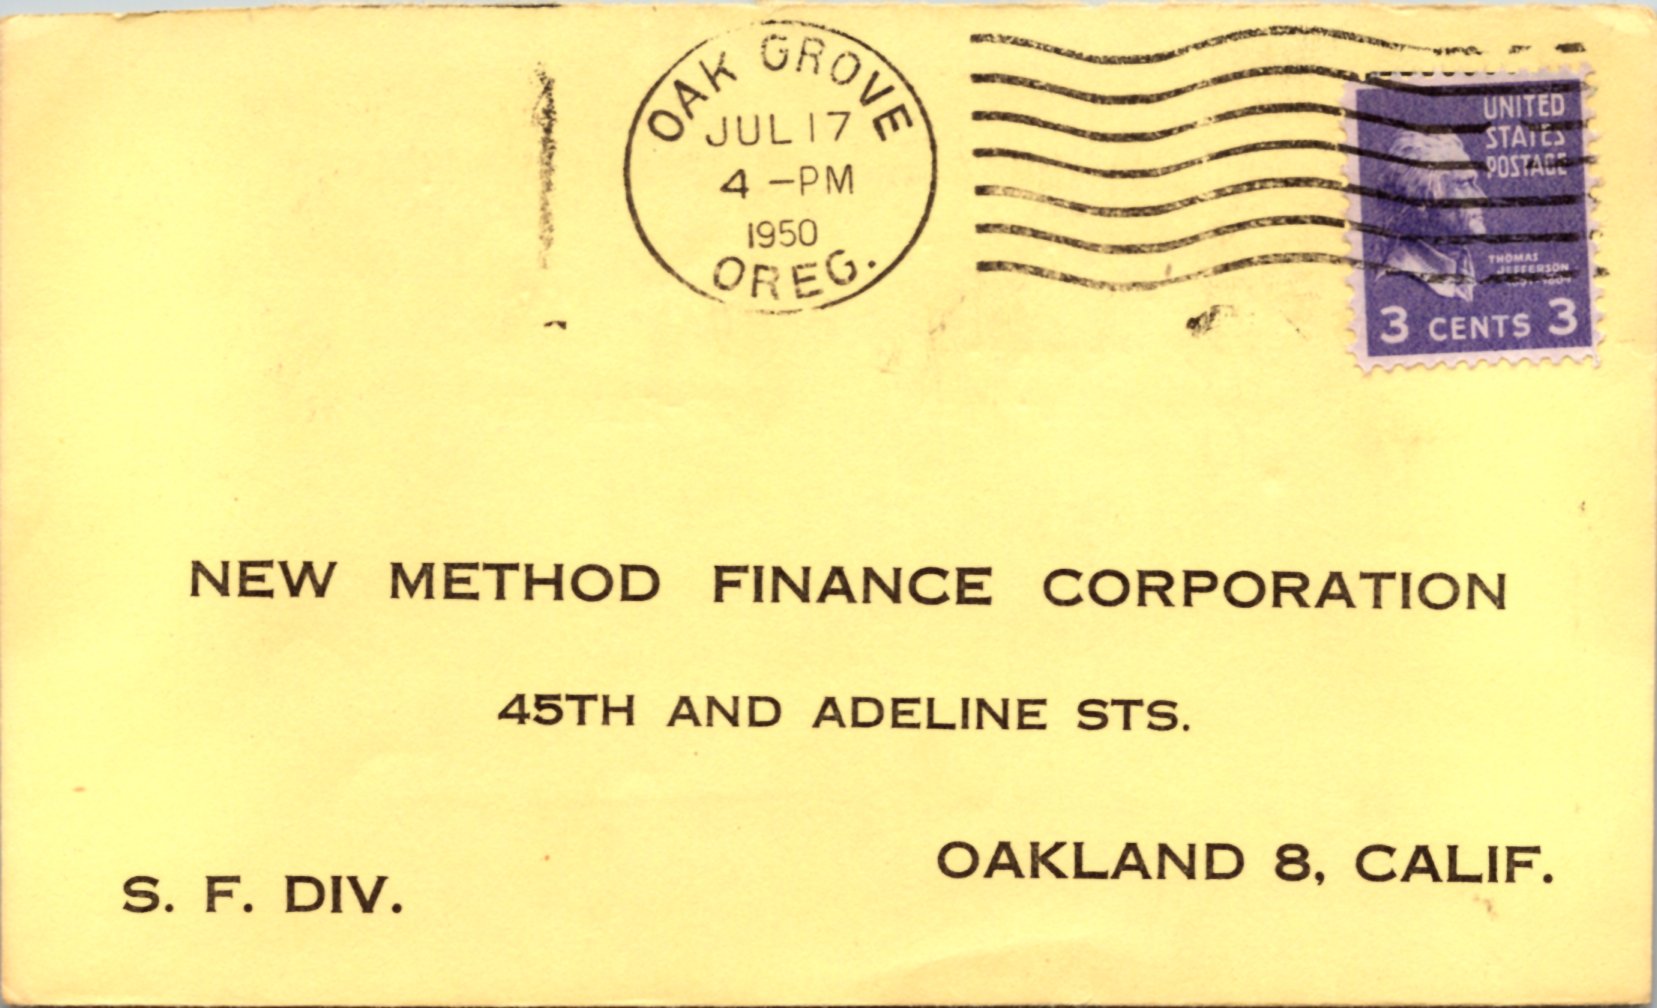 OAK GROVE
JUL 17
4 -PM
1950
OREG.
UNITED
STATES
POSTAGE
THOMAS
JEFFERSON
3 CENTS 3
NEW METHOD FINANCE CORPORATION
45TH AND ADELINE STS.
OAKLAND 8, CALIF.
S. F. DIV.